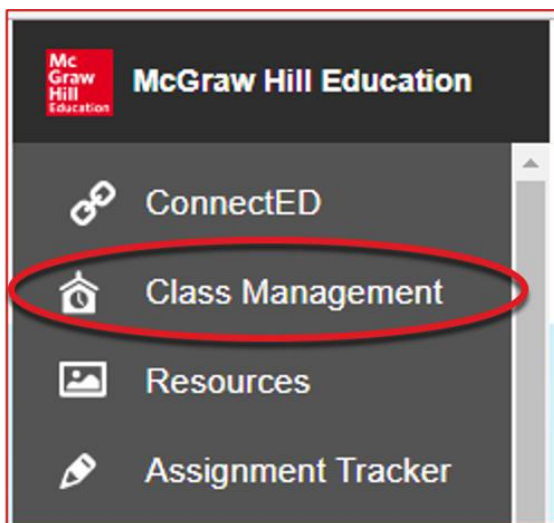 Mc
Graw
Hill
Education
McGraw Hill Education
ConnectED
Class Management
Resources
Assignment Tracker